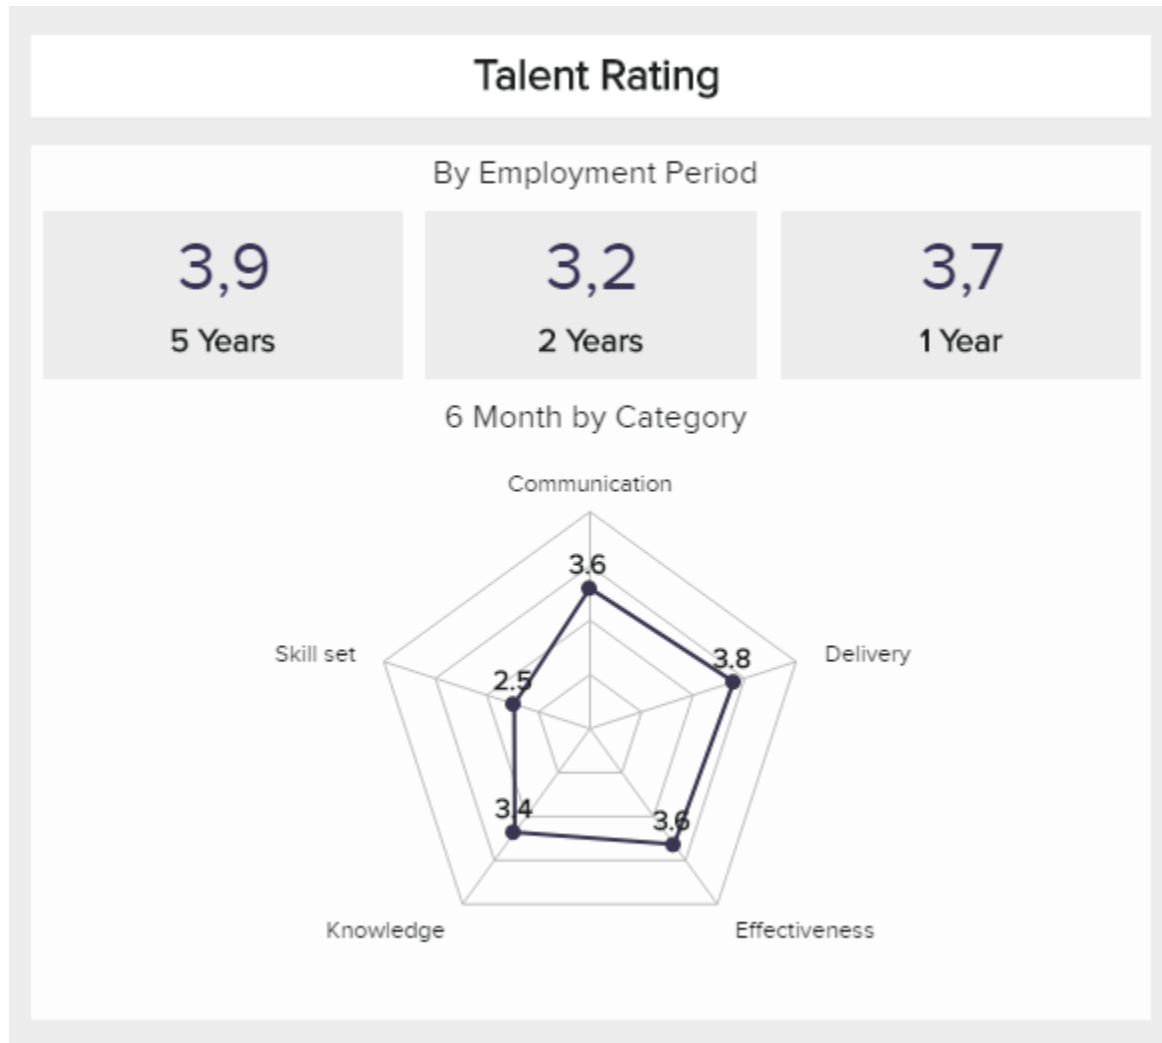 Talent Rating
By Employment Period
3,9
5 Years
3,2
2 Years
3,7
1 Year
6 Month by Category
Communication
3.6
Delivery
3.8
Skill set
2.5
3.4
3.6
Knowledge
Effectiveness